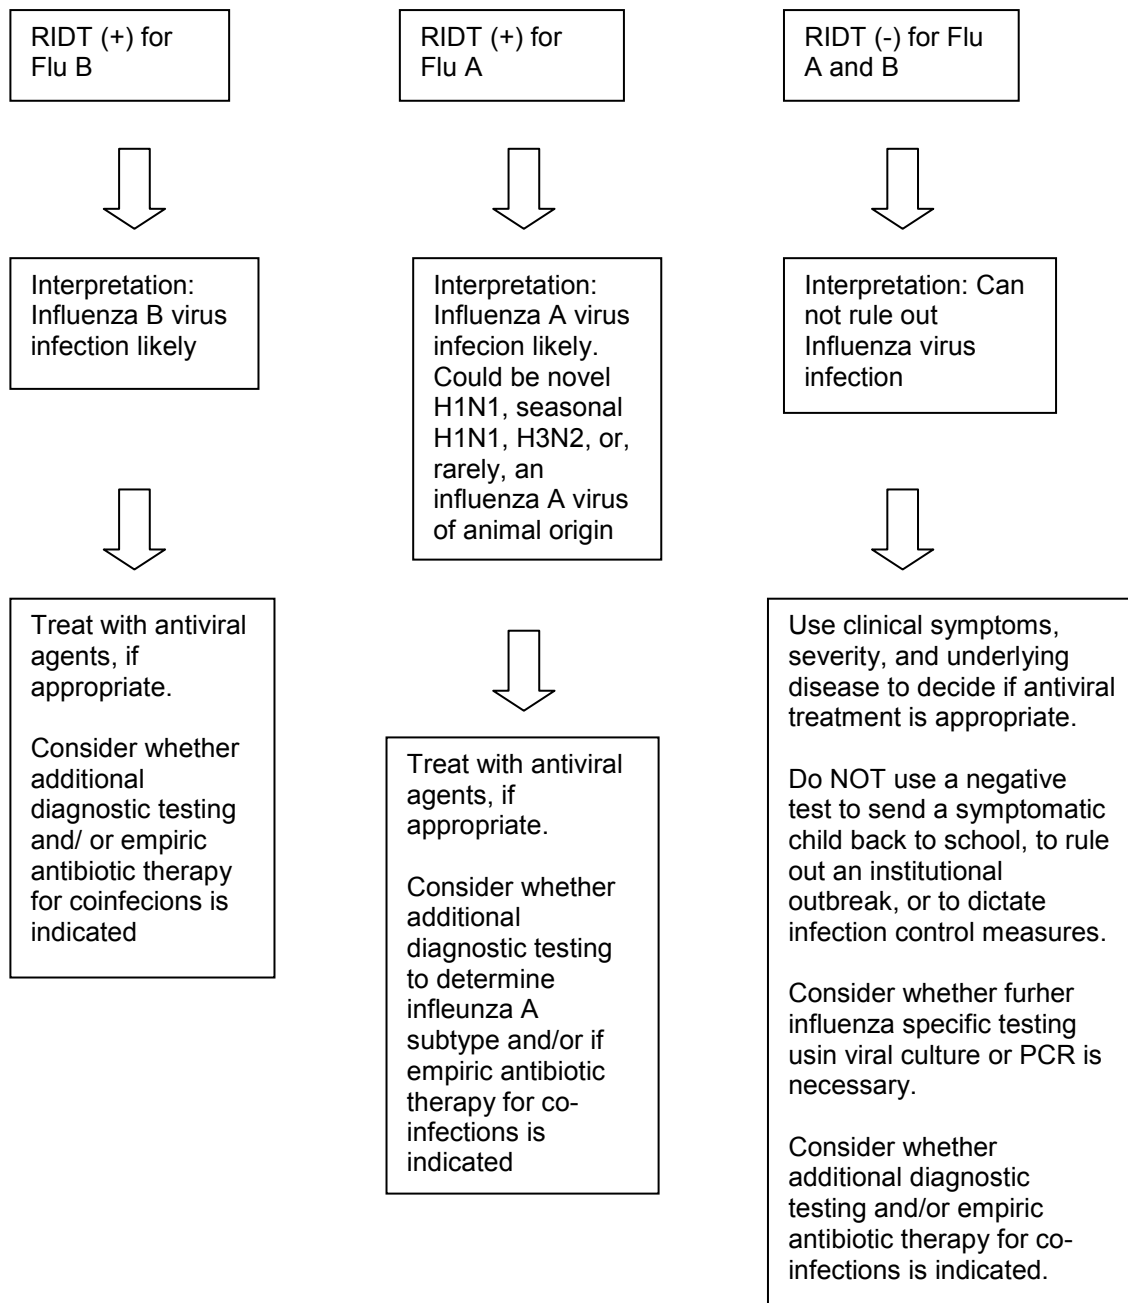 RIDT (+) for
Flu B
RIDT (+) for
Flu A
RIDT (-) for Flu
A and B
Interpretation:
Influenza B virus
infection likely
Interpretation:
Influenza A virus
infecion likely.
Could be novel
H1N1, seasonal
H1N1, H3N2, or,
rarely, an
influenza A virus
of animal origin
Interpretation: Can
not rule out
Influenza virus
infection
Treat with antiviral
agents, if
appropriate.
Consider whether
additional
diagnostic testing
and/ or empiric
antibiotic therapy
for coinfecions is
indicated
Treat with antiviral
agents, if
appropriate.
Consider whether
additional
diagnostic testing
to determine
infleunza A
subtype and/or if
empiric antibiotic
therapy for co-
infections is
indicated
Use clinical symptoms,
severity, and underlying
disease to decide if antiviral
treatment is appropriate.
Do NOT use a negative
test to send a symptomatic
child back to school, to rule
out an institutional
outbreak, or to dictate
infection control measures.
Consider whether furher
influenza specific testing
usin viral culture or PCR is
necessary.
Consider whether
additional diagnostic
testing and/or empiric
antibiotic therapy for co-
infections is indicated.